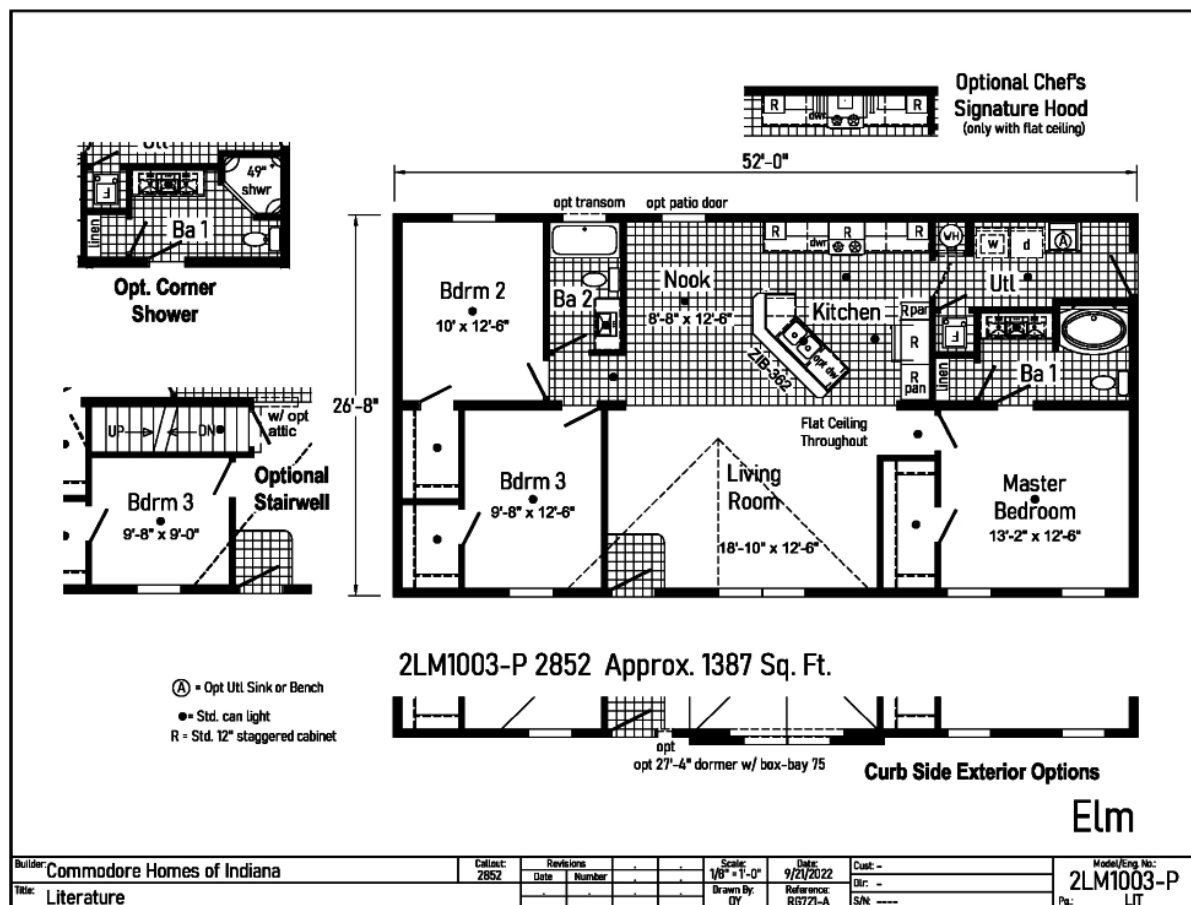 Optional Chef's
Signature Hood
(only with flat ceiling)
R
dwr
R
52'-0"
Utl
F
49"
shwr
linen
Ba 1
Opt. Corner
Shower
opt transom
opt patio door
R
dwr
R
R
WH
w
d
A
Bdrm 2
10' x 12'-6"
Ba 2
Nook
8'-8" x 12'-6"
Kitchen
ZIB-362
opt dw
R par
R
R
pan
Utl
F
linen
Ba 1
26'-8"
UP
DN
w/ opt
attic
Optional
Stairwell
Bdrm 3
9'-8" x 9'-0"
Bdrm 3
9'-8" x 12'-6"
Living
Room
18'-10" x 12'-6"
Flat Ceiling
Throughout
Master
Bedroom
13'-2" x 12'-6"
2LM1003-P 2852 Approx. 1387 Sq. Ft.
A = Opt Utl Sink or Bench
●= Std. can light
R = Std. 12" staggered cabinet
opt
opt 27'-4" dormer w/ box-bay 75
Curb Side Exterior Options
Elm
Builder: Commodore Homes of Indiana
Title: Literature
Callout:
2852
Revisions
Date Number
Scale:
1/8" = 1'-0"
Drawn By:
Date:
9/21/2022
Reference:
RG721-A
Cust: -
Dlr: -
S/N: ----
Model/Eng. No.:
2LM1003-P
Pg.: LIT